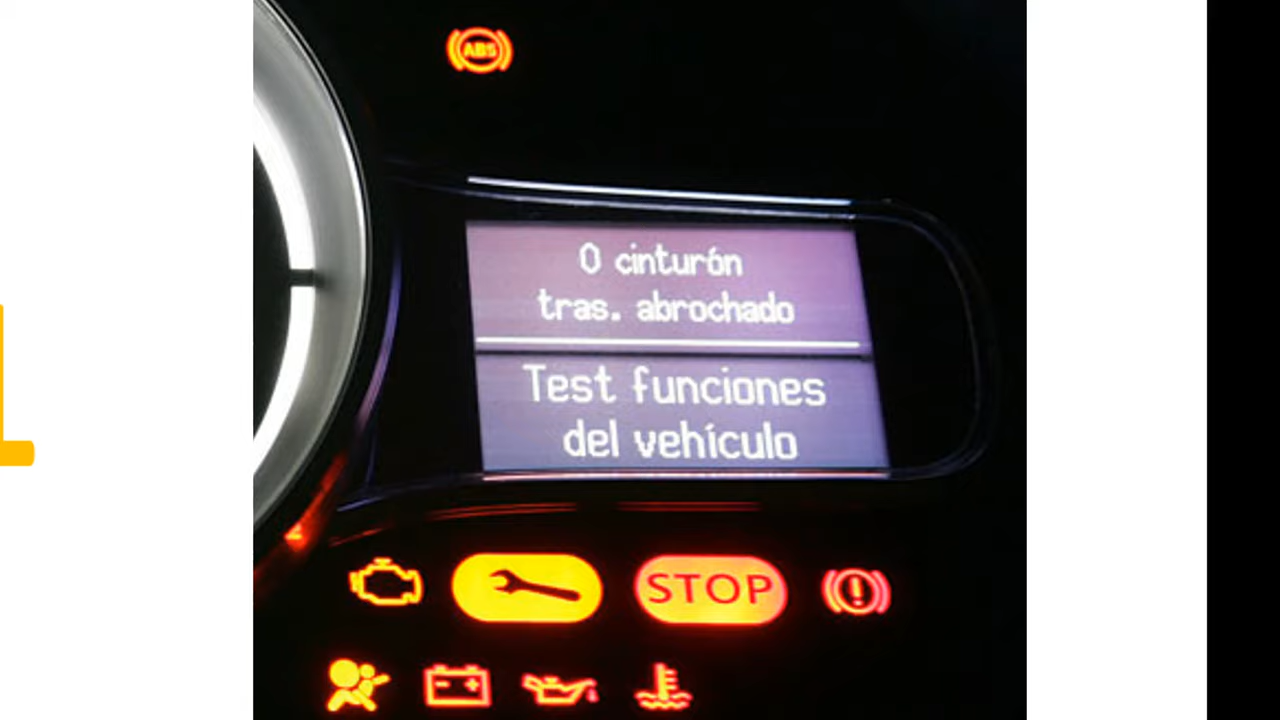 ABS
0 cinturón
tras. abrochado
Test funciones
del vehículo
STOP